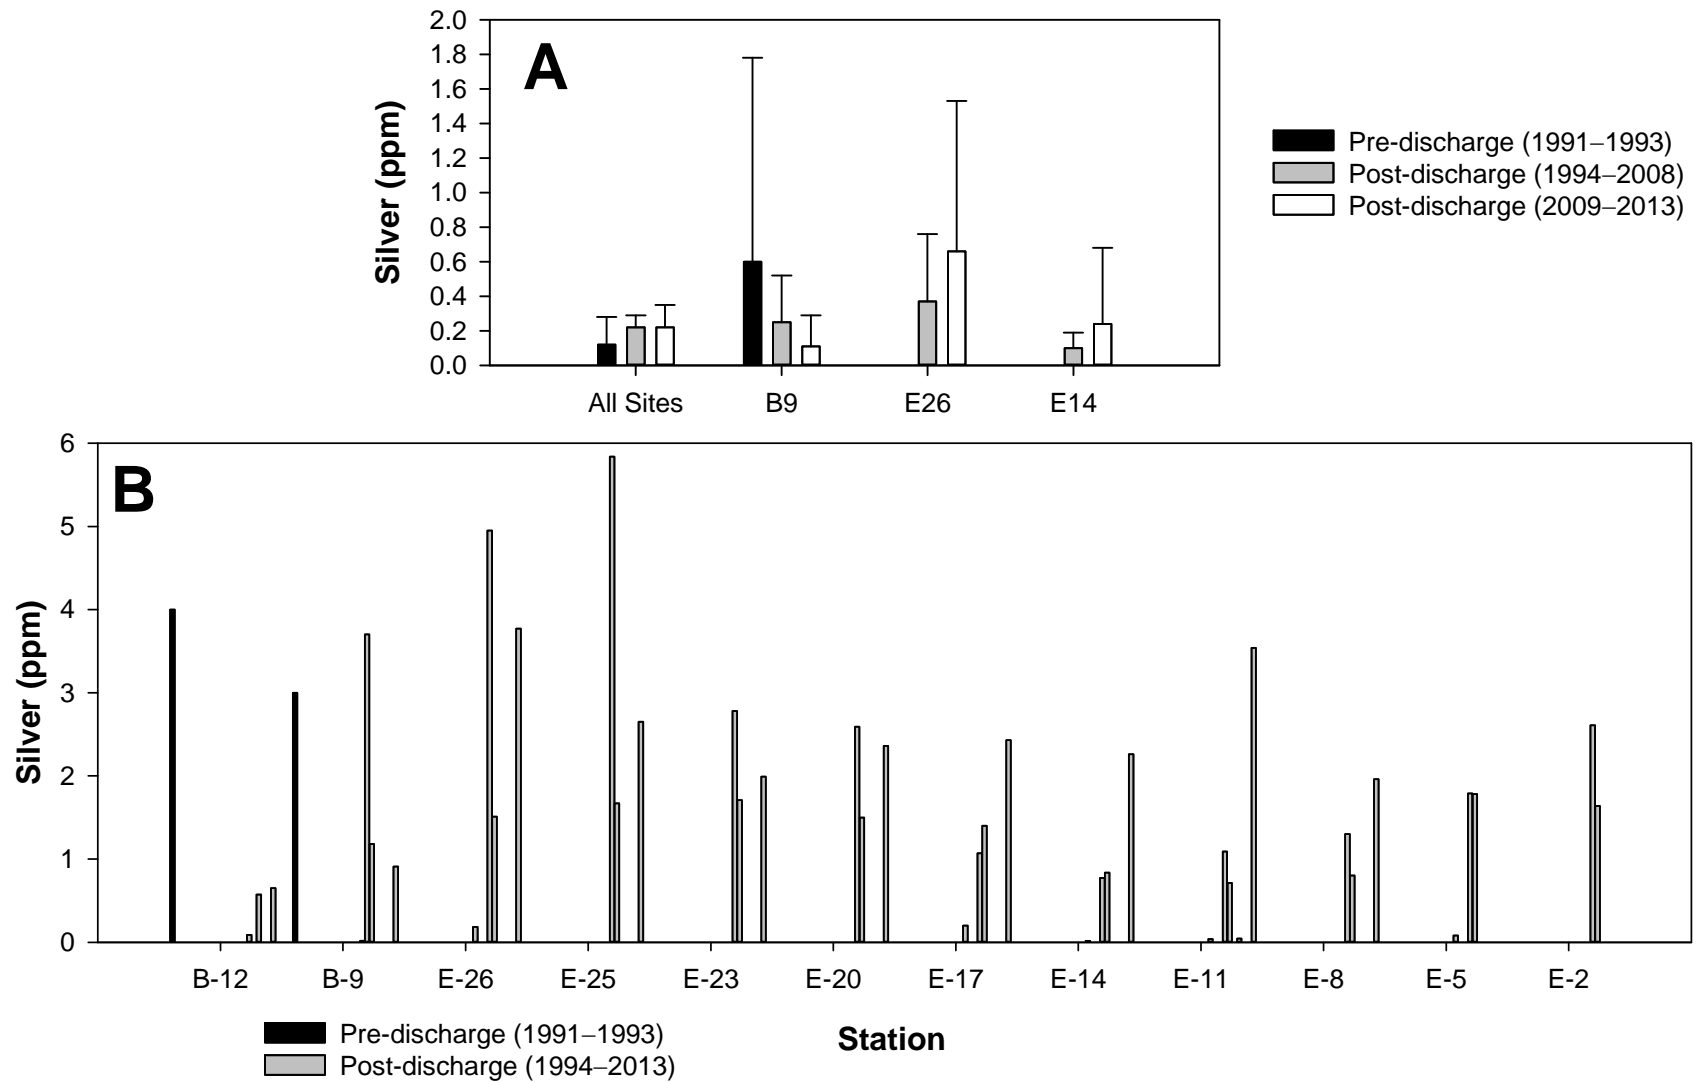 A
Silver (ppm)
2.0
1.8
1.6
1.4
1.2
1.0
0.8
0.6
0.4
0.2
0.0
All Sites B9 E26 E14
Pre-discharge (1991–1993)
Post-discharge (1994–2008)
Post-discharge (2009–2013)
B
Silver (ppm)
6
5
4
3
2
1
0
B-12 B-9 E-26 E-25 E-23 E-20 E-17 E-14 E-11 E-8 E-5 E-2
Station
Pre-discharge (1991–1993)
Post-discharge (1994–2013)